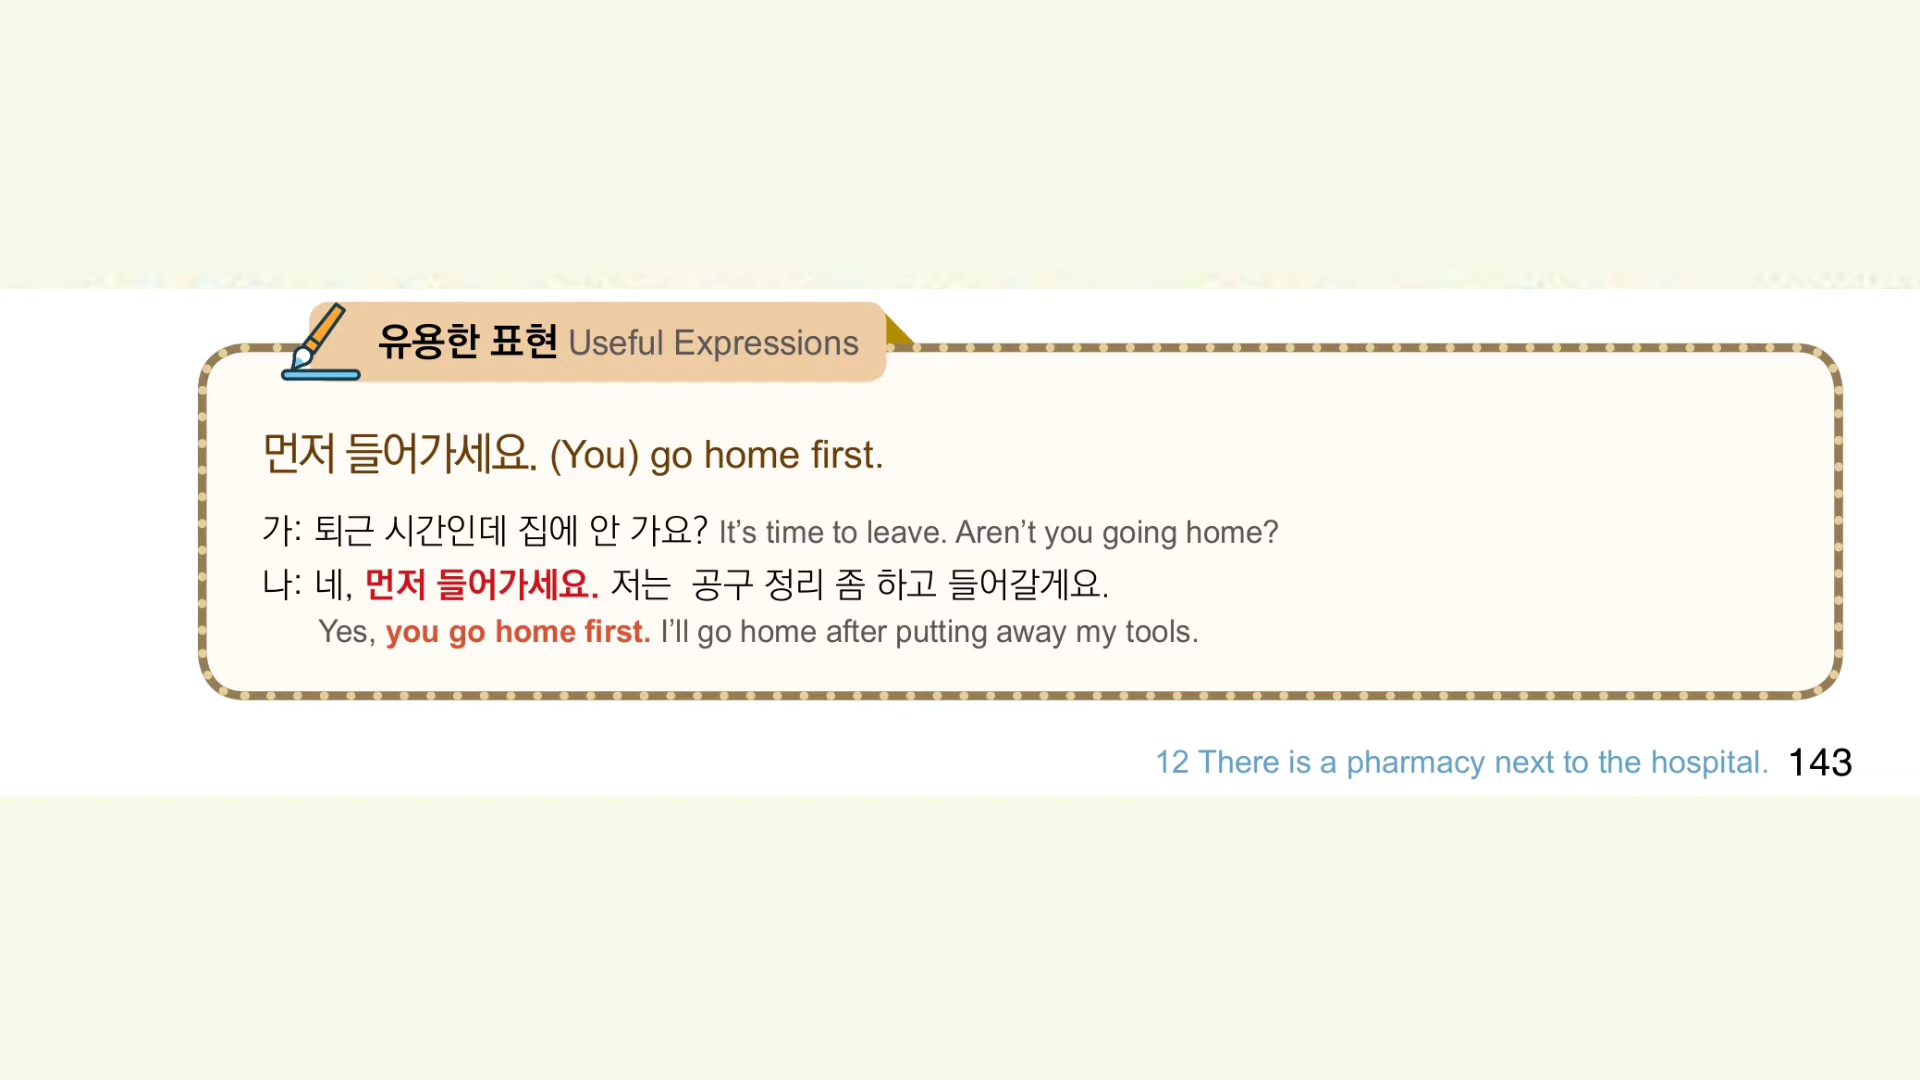 유용한 표현 Useful Expressions
먼저 들어가세요. (You) go home first.
가: 퇴근 시간인데 집에 안 가요? It’s time to leave. Aren’t you going home?
나: 네, 먼저 들어가세요. 저는 공구 정리 좀 하고 들어갈게요.
Yes, you go home first. I’ll go home after putting away my tools.
12 There is a pharmacy next to the hospital. 143